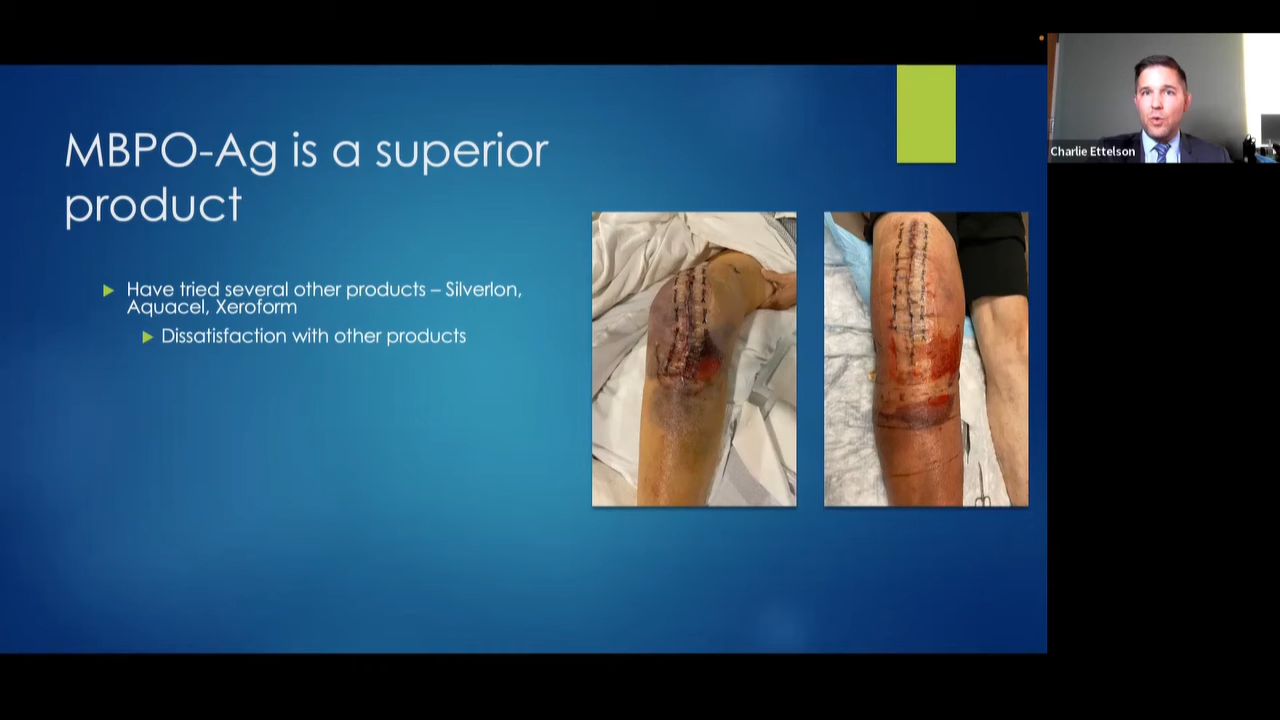 MBPO-Ag is a superior
product
Have tried several other products – Silverlon,
Aquacel, Xeroform
Dissatisfaction with other products
Charlie Ettelson